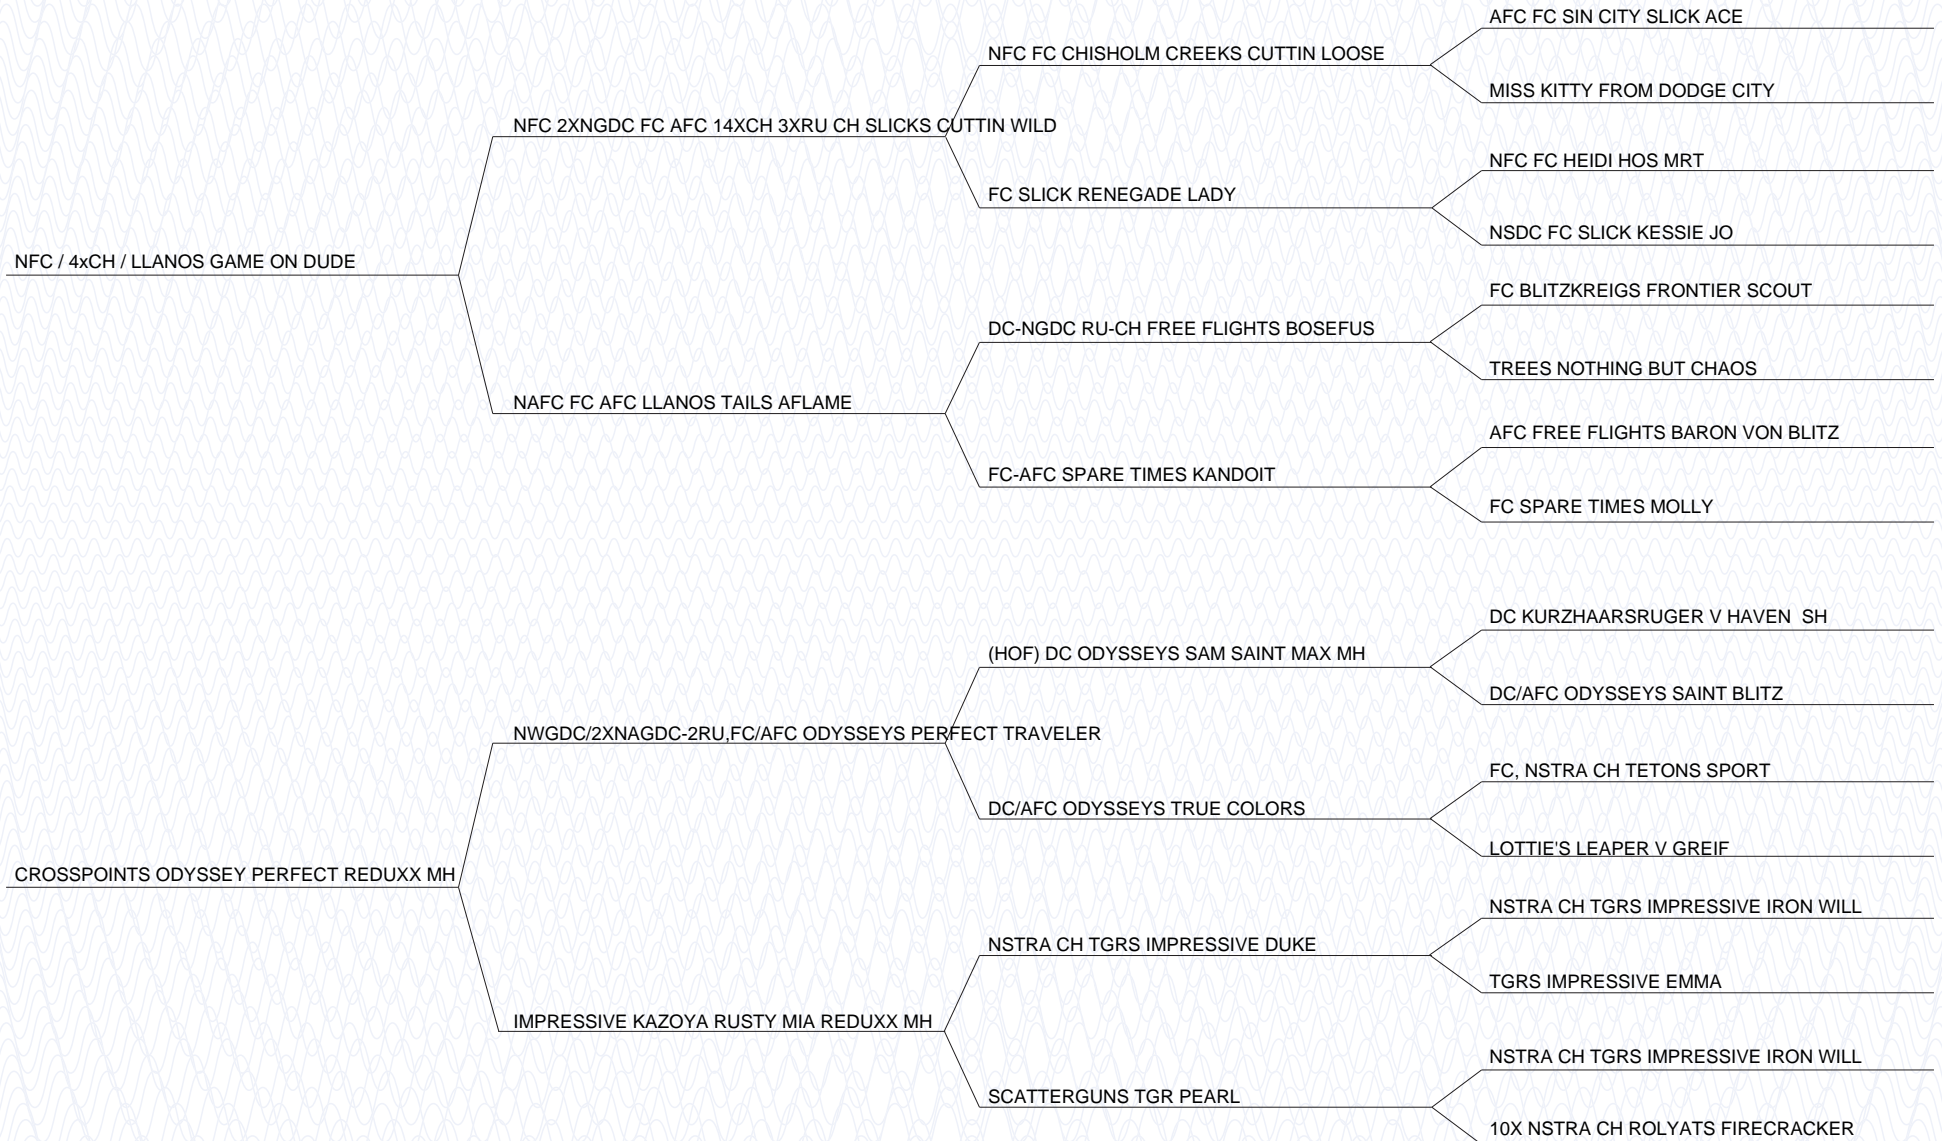 AFC FC SIN CITY SLICK ACE
NFC FC CHISHOLM CREEKS CUTTIN LOOSE
MISS KITTY FROM DODGE CITY
NFC 2XNGDC FC AFC 14XCH 3XRU CH SLICKS CUTTIN WILD
NFC FC HEIDI HOS MRT
FC SLICK RENEGADE LADY
NSDC FC SLICK KESSIE JO
NFC / 4xCH / LLANOS GAME ON DUDE
FC BLITZKREIGS FRONTIER SCOUT
DC-NGDC RU-CH FREE FLIGHTS BOSEFUS
TREES NOTHING BUT CHAOS
NAFC FC AFC LLANOS TAILS AFLAME
AFC FREE FLIGHTS BARON VON BLITZ
FC-AFC SPARE TIMES KANDOIT
FC SPARE TIMES MOLLY
DC KURZHAARSRUGER V HAVEN  SH
(HOF) DC ODYSSEYS SAM SAINT MAX MH
DC/AFC ODYSSEYS SAINT BLITZ
NWGDC/2XNAGDC-2RU,FC/AFC ODYSSEYS PERFECT TRAVELER
FC, NSTRA CH TETONS SPORT
DC/AFC ODYSSEYS TRUE COLORS
LOTTIE'S LEAPER V GREIF
CROSSPOINTS ODYSSEY PERFECT REDUXX MH
NSTRA CH TGRS IMPRESSIVE IRON WILL
NSTRA CH TGRS IMPRESSIVE DUKE
TGRS IMPRESSIVE EMMA
IMPRESSIVE KAZOYA RUSTY MIA REDUXX MH
NSTRA CH TGRS IMPRESSIVE IRON WILL
SCATTERGUNS TGR PEARL
10X NSTRA CH ROLYATS FIRECRACKER